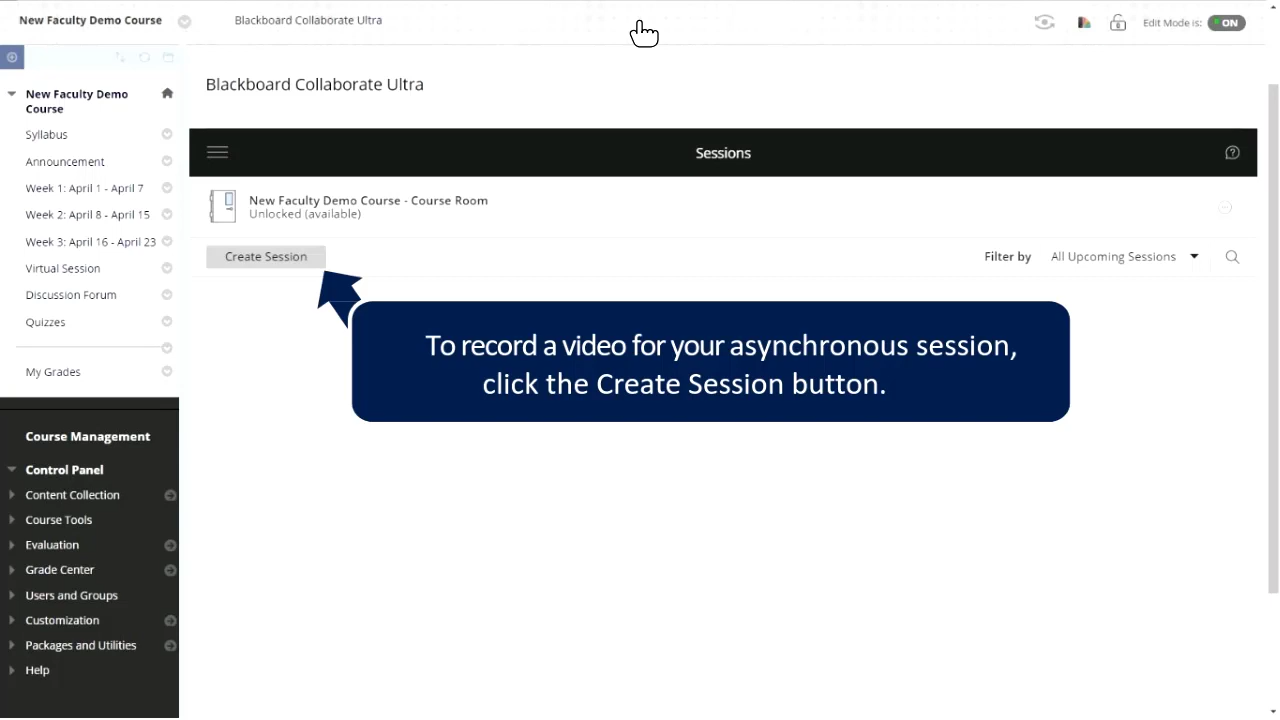 New Faculty Demo Course
Blackboard Collaborate Ultra
Edit Mode is:
ON
New Faculty Demo
Course
Syllabus
Announcement
Week 1: April 1 - April 7
Week 2: April 8 - April 15
Week 3: April 16 - April 23
Virtual Session
Discussion Forum
Quizzes
My Grades
Course Management
Control Panel
Content Collection
Course Tools
Evaluation
Grade Center
Users and Groups
Customization
Packages and Utilities
Help
Blackboard Collaborate Ultra
Sessions
New Faculty Demo Course - Course Room
Unlocked (available)
Create Session
Filter by
All Upcoming Sessions
To record a video for your asynchronous session,
click the Create Session button.